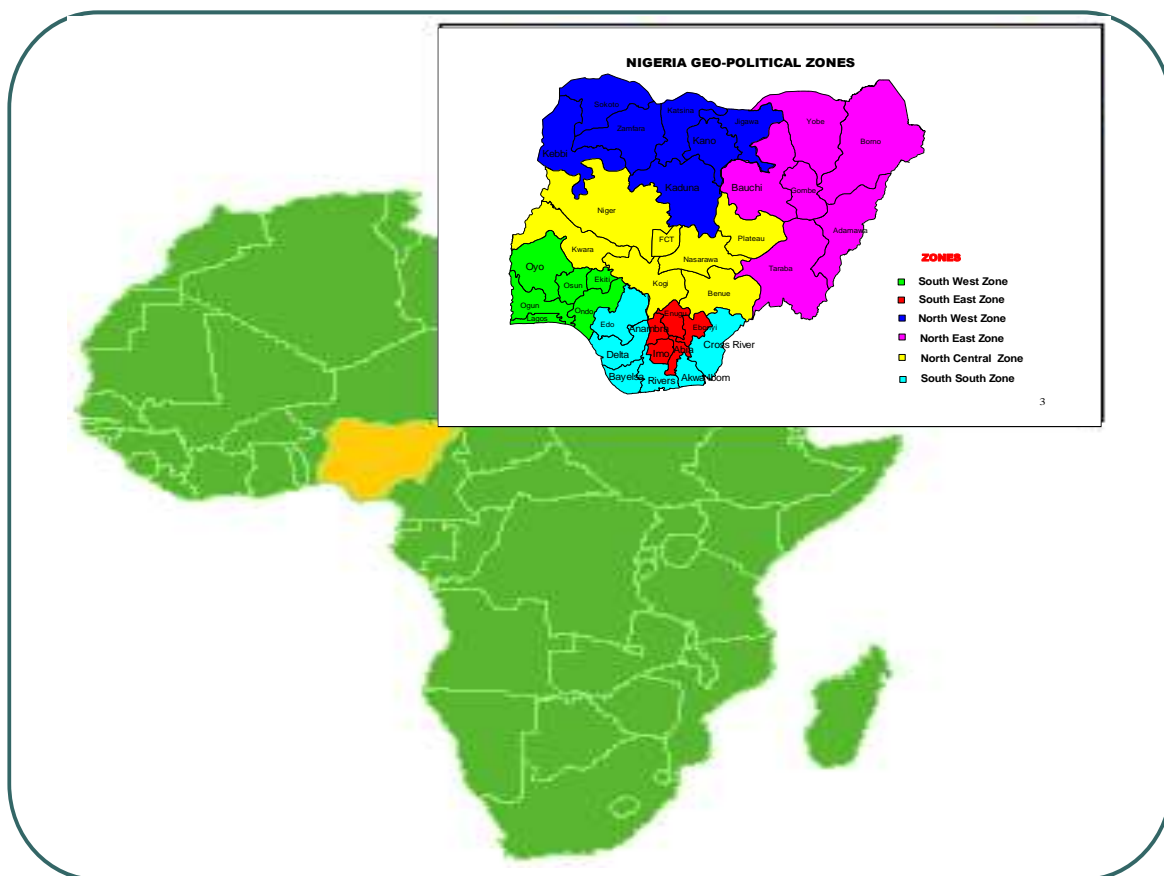 NIGERIA GEO-POLITICAL ZONES
Sokoto
Katsina
Jigawa
Yobe
Zamfara
Kano
Borno
Kebbi
Kaduna
Bauchi
Gombe
Niger
Adamawa
FCT
Plateau
Kwara
Nasarawa
Taraba
Oyo
Osun
Ekiti
Kogi
Benue
Ogun
Ondo
Lagos
Edo
Anambra
Enugu
Ebonyi
Cross River
Delta
Imo
Abia
Bayelsa
Rivers
Akwa Ibom
ZONES
South West Zone
South East Zone
North West Zone
North East Zone
North Central Zone
South South Zone
3